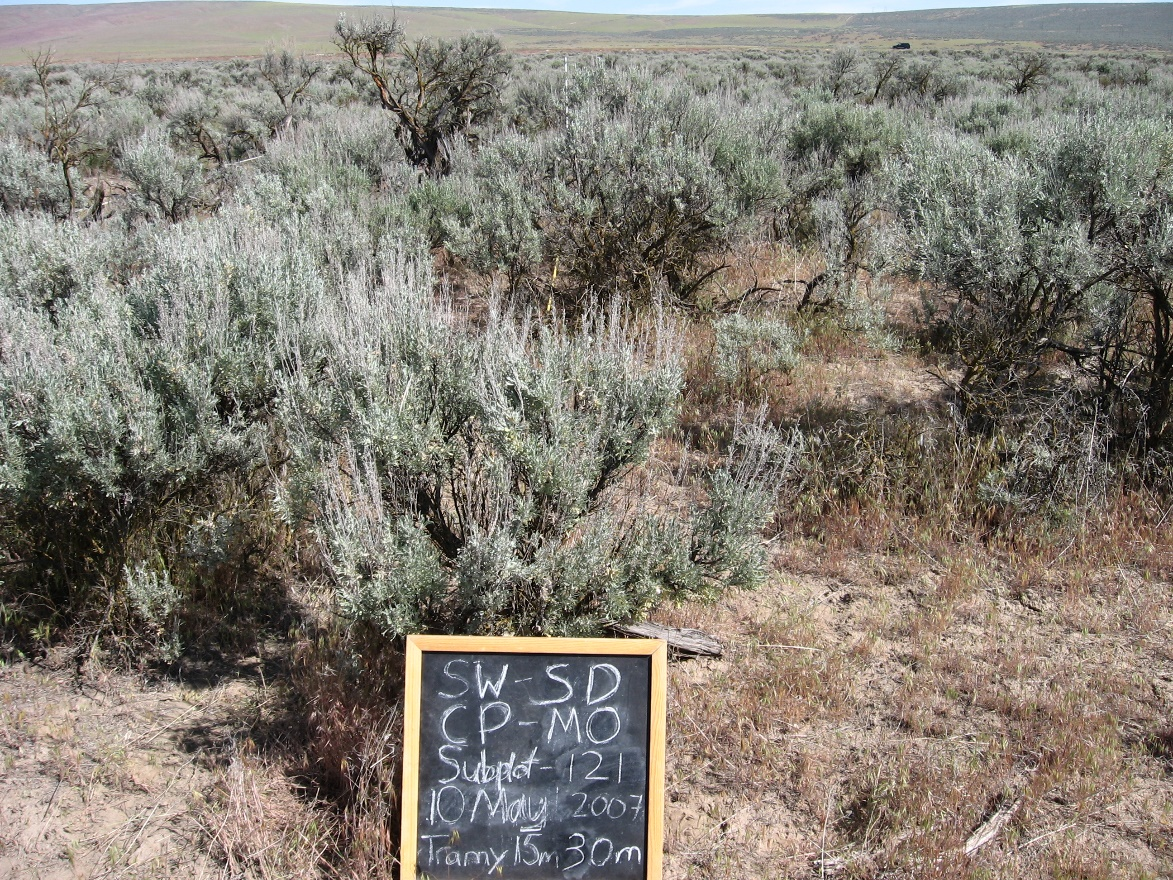 SW-SD
CP-MO
Subplot-121
10 May 2007
Tramy 15m 30m